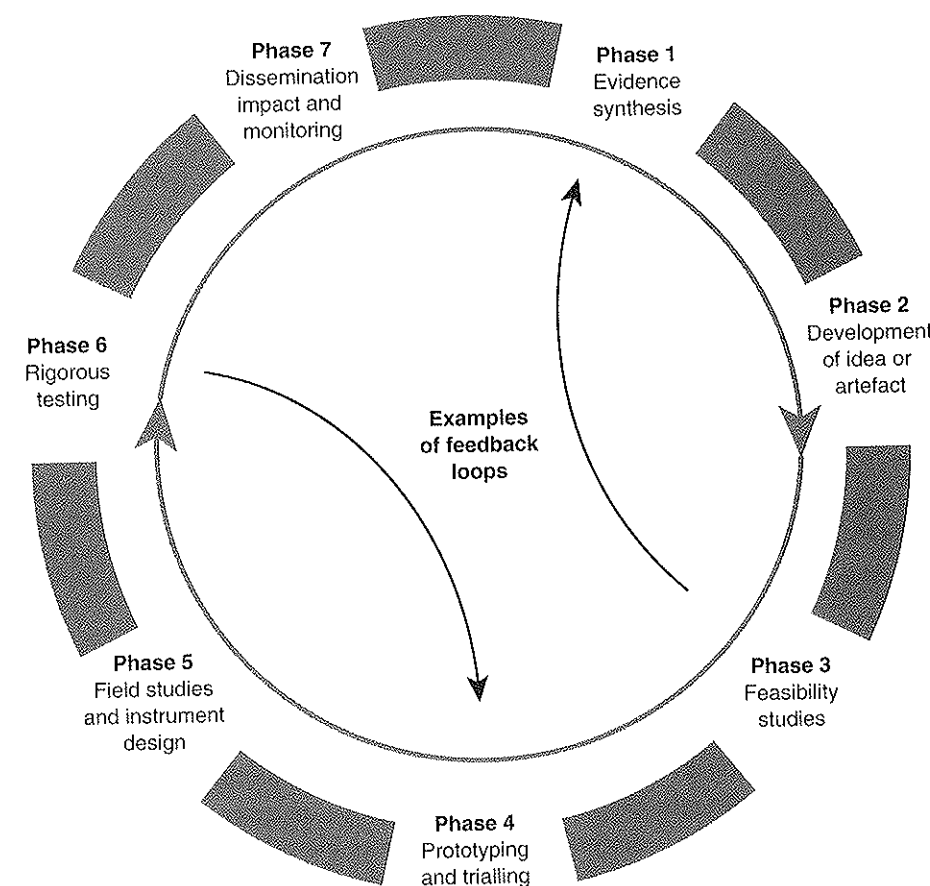 Phase 1
Evidence
synthesis
Phase 2
Development
of idea or
artefact
Phase 3
Feasibility
studies
Phase 4
Prototyping
and trialling
Phase 5
Field studies
and instrument
design
Phase 6
Rigorous
testing
Phase 7
Dissemination
impact and
monitoring
Examples
of feedback
loops